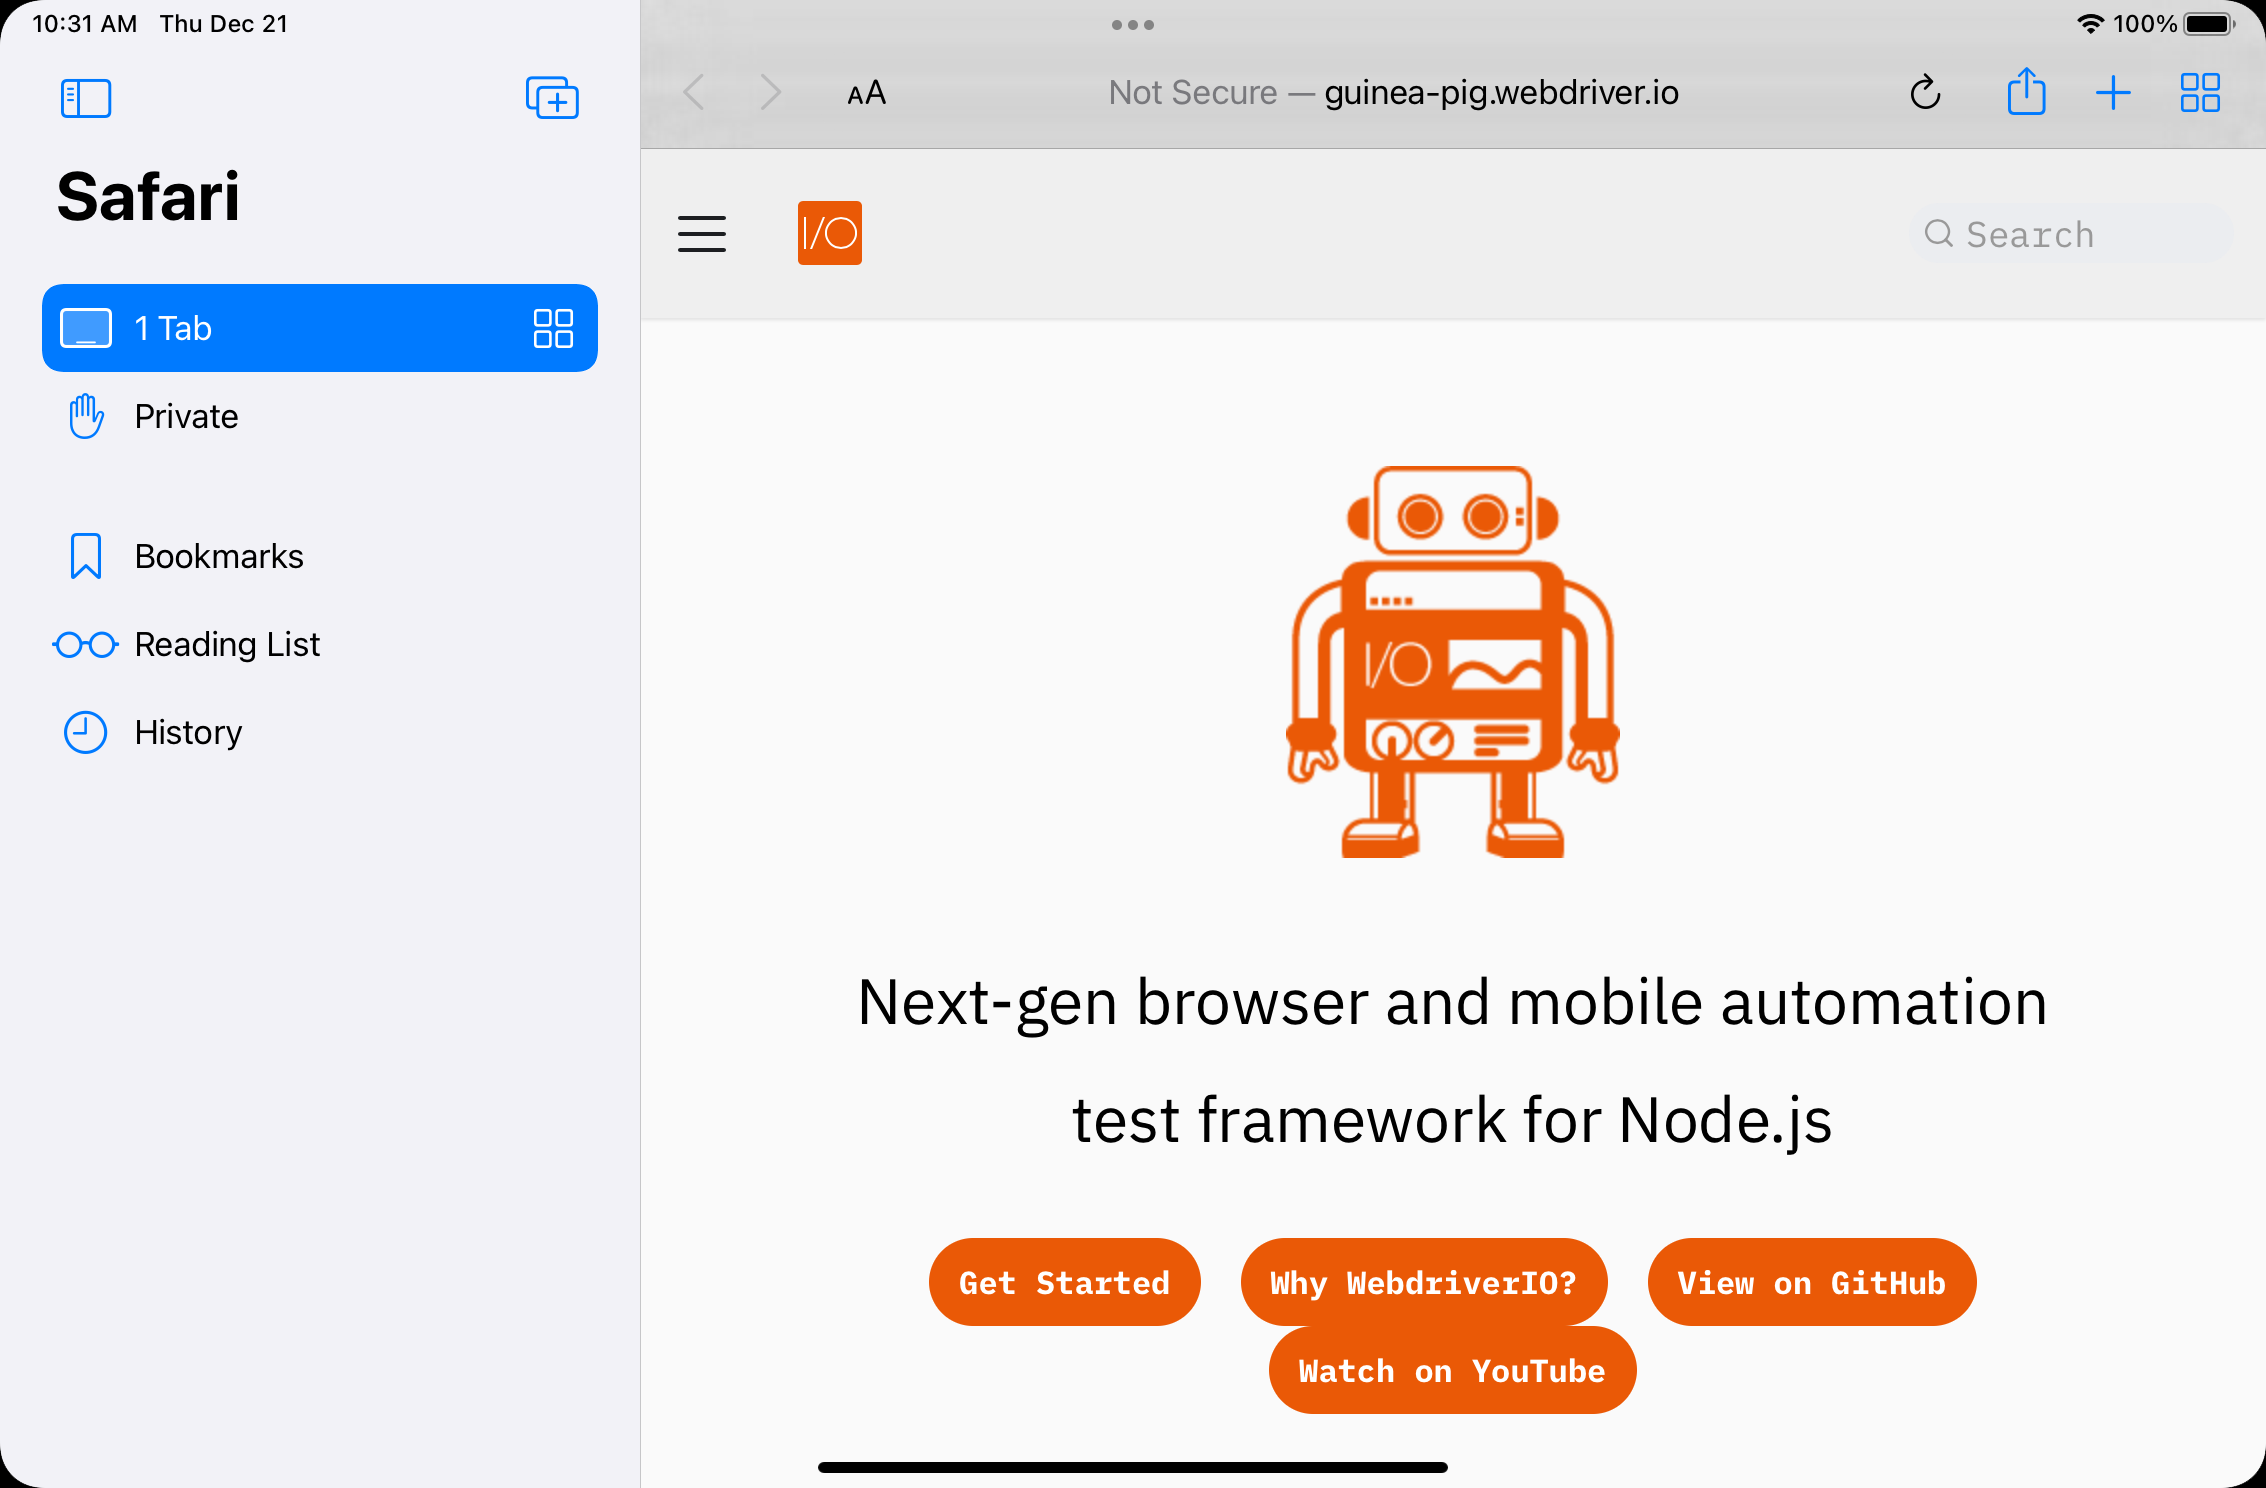 10:31 AM Thu Dec 21
100%
Safari
1 Tab
Private
Bookmarks
Reading List
History
AA
Not Secure — guinea-pig.webdriver.io
I/O
Search
I/O
Next-gen browser and mobile automation
test framework for Node.js
Get Started
Why WebdriverIO?
View on GitHub
Watch on YouTube